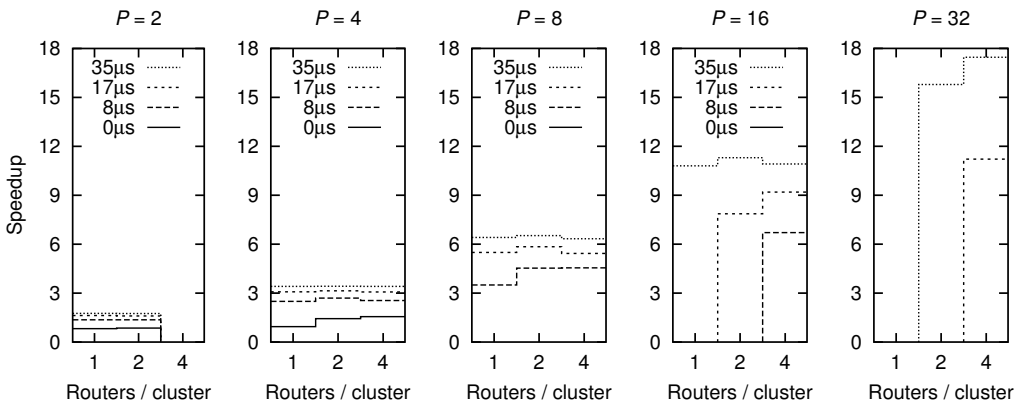 P = 2
P = 4
P = 8
P = 16
P = 32
Speedup
18
15
12
9
6
3
0
35μs
17μs
8μs
0μs
1 2 4
Routers / cluster
18
15
12
9
6
3
0
35μs
17μs
8μs
0μs
1 2 4
Routers / cluster
18
15
12
9
6
3
0
35μs
17μs
8μs
0μs
1 2 4
Routers / cluster
18
15
12
9
6
3
0
35μs
17μs
8μs
0μs
1 2 4
Routers / cluster
18
15
12
9
6
3
0
1 2 4
Routers / cluster